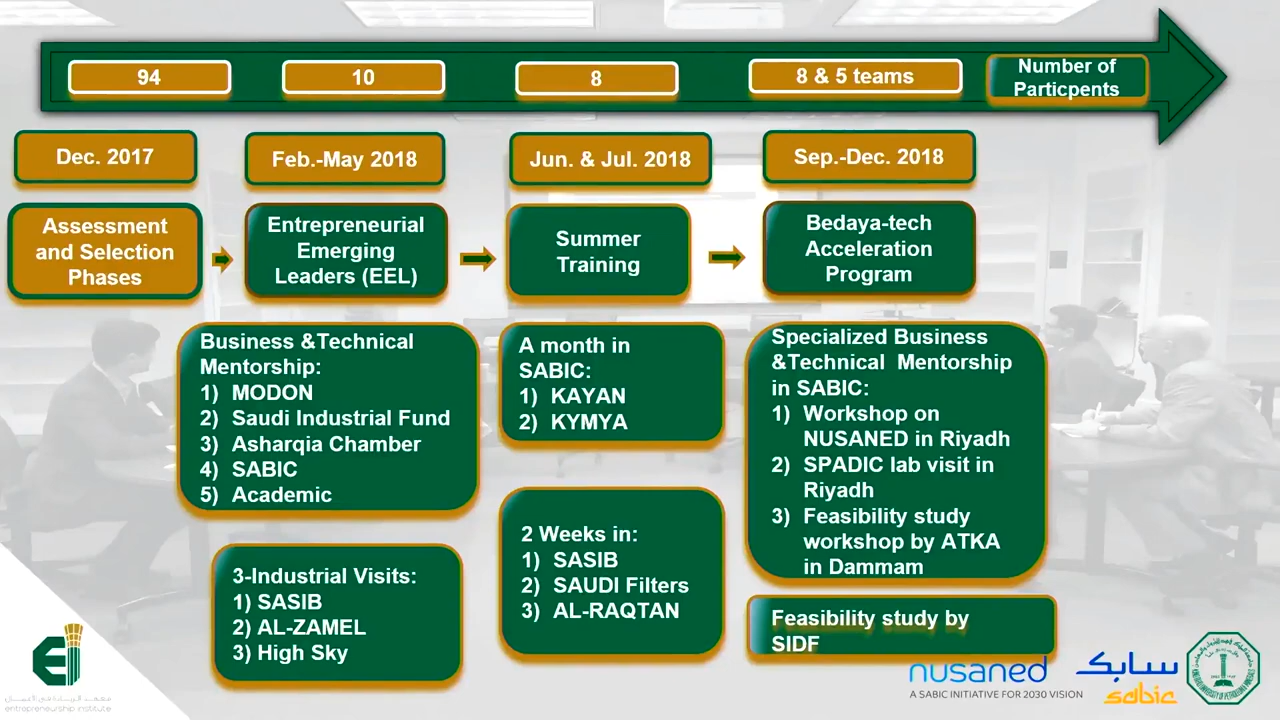 94
10
8
8 & 5 teams
Number of
Particpents
Dec. 2017
Feb.-May 2018
Jun. & Jul. 2018
Sep.-Dec. 2018
Assessment
and Selection
Phases
Entrepreneurial
Emerging
Leaders (EEL)
Summer
Training
Bedaya-tech
Acceleration
Program
Business &Technical
Mentorship:
1) MODON
2) Saudi Industrial Fund
3) Asharqia Chamber
4) SABIC
5) Academic
3-Industrial Visits:
1) SASIB
2) AL-ZAMEL
3) High Sky
A month in
SABIC:
1) KAYAN
2) KYMYA
2 Weeks in:
1) SASIB
2) SAUDI Filters
3) AL-RAQTAN
Specialized Business
&Technical Mentorship
in SABIC:
1) Workshop on
NUSANED in Riyadh
2) SPADIC lab visit in
Riyadh
3) Feasibility study
workshop by ATKA
in Dammam
Feasibility study by
SIDF
Ei
معهد الريادة في الأعمال
entrepreneurship institute
nusaned
A SABIC INITIATIVE FOR 2030 VISION
سابك
sabic